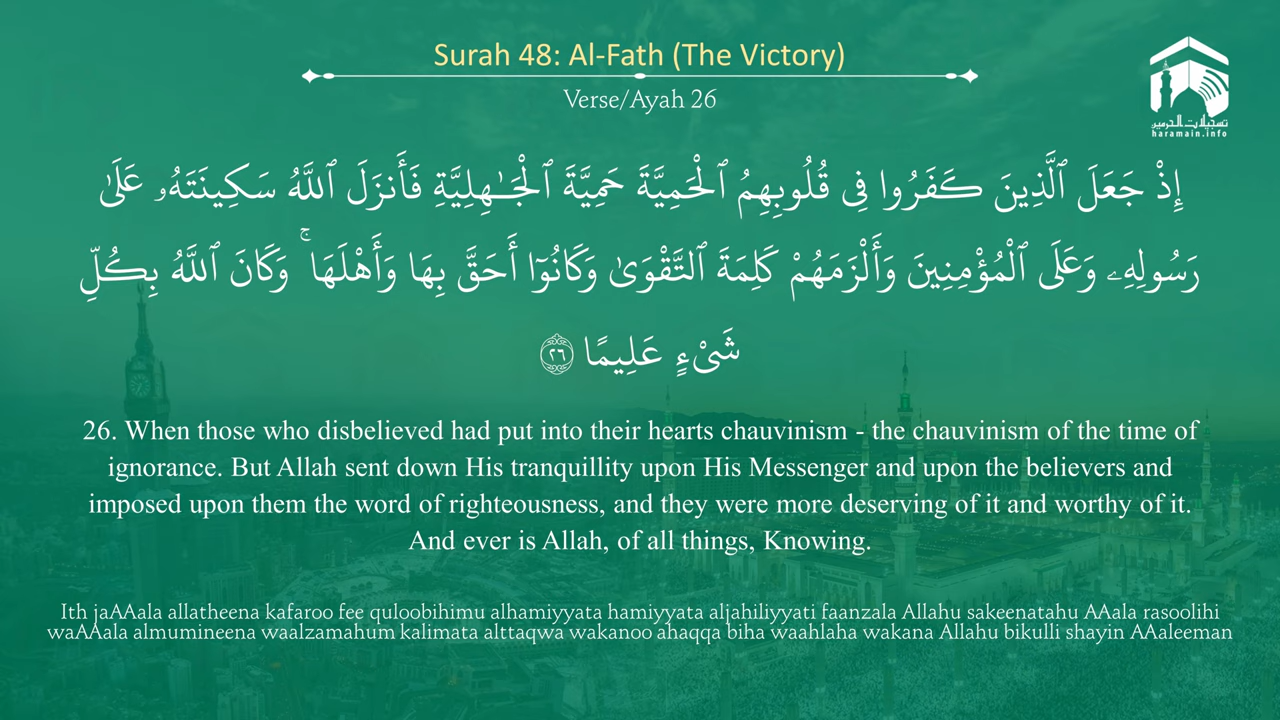 Surah 48: Al-Fath (The Victory)
Verse/Ayah 26
تسجيلات الحرمين
haramain.info
إِذْ جَعَلَ ٱلَّذِينَ كَفَرُوا فِى قُلُوبِهِمُ ٱلْحَمِيَّةَ حَمِيَّةَ ٱلْجَـٰهِلِيَّةِ فَأَنزَلَ ٱللَّهُ سَكِينَتَهُۥ عَلَىٰ
رَسُولِهِۦ وَعَلَى ٱلْمُؤْمِنِينَ وَأَلْزَمَهُمْ كَلِمَةَ ٱلتَّقْوَىٰ وَكَانُوٓا أَحَقَّ بِهَا وَأَهْلَهَا ۚ وَكَانَ ٱللَّهُ بِكُلِّ
شَىْءٍ عَلِيمًا ٢٦
26. When those who disbelieved had put into their hearts chauvinism - the chauvinism of the time of
ignorance. But Allah sent down His tranquillity upon His Messenger and upon the believers and
imposed upon them the word of righteousness, and they were more deserving of it and worthy of it.
And ever is Allah, of all things, Knowing.
Ith jaAAala allatheena kafaroo fee quloobihimu alhamiyyata hamiyyata aljahiliyyati faanzala Allahu sakeenatahu AAala rasoolihi
waAAala almumineena waalzamahum kalimata alttaqwa wakanoo ahaqqa biha waahlaha wakana Allahu bikulli shayin AAaleeman